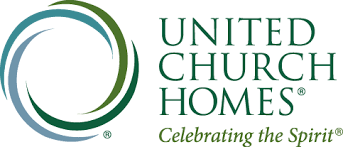 UNITED
CHURCH
HOMES®
Celebrating the Spirit®
®